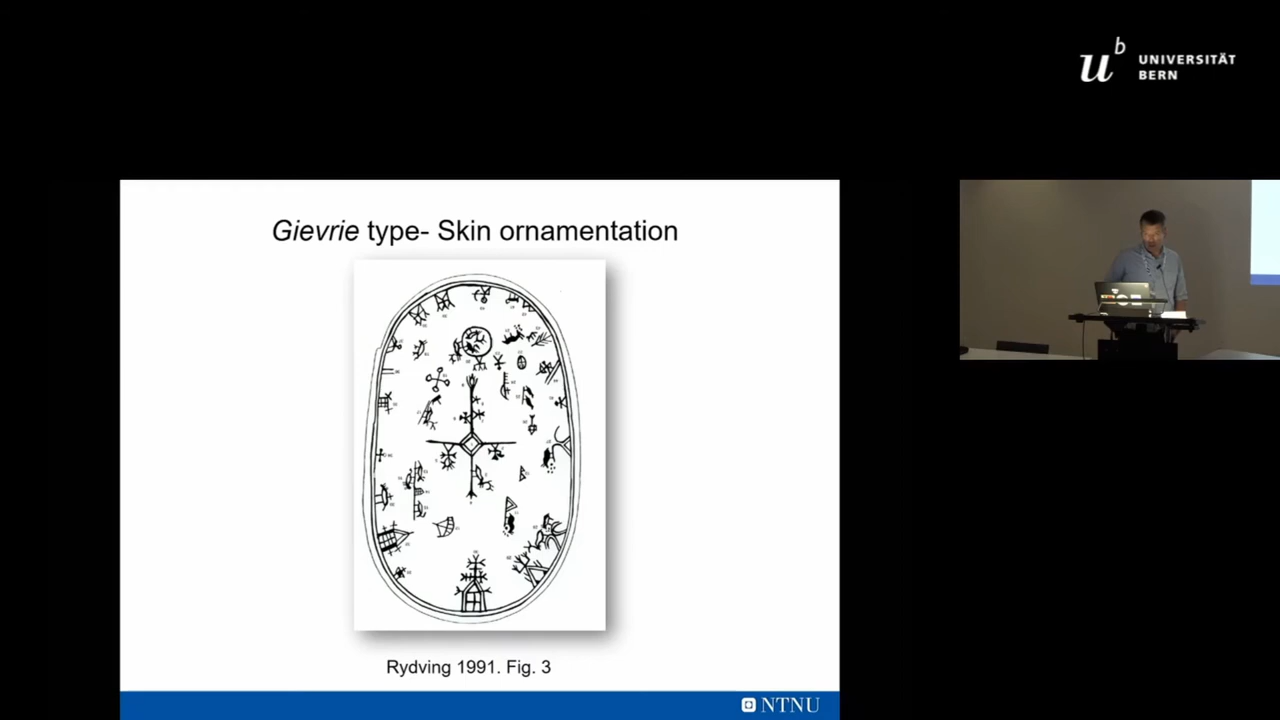 u^b UNIVERSITÄT
BERN
Gievrie type- Skin ornamentation
Rydving 1991. Fig. 3
NTNU